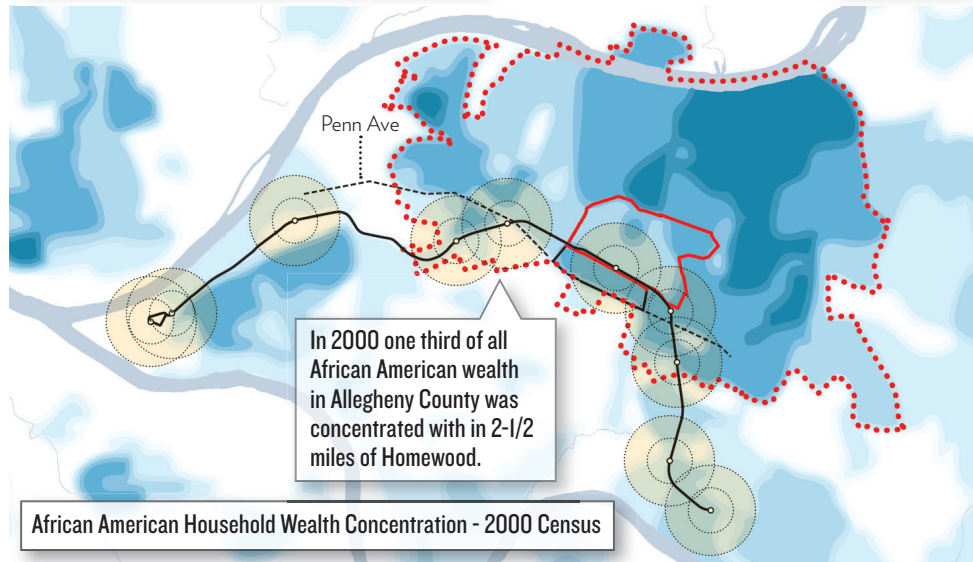 Penn Ave
In 2000 one third of all
African American wealth
in Allegheny County was
concentrated with in 2-1/2
miles of Homewood.
African American Household Wealth Concentration - 2000 Census